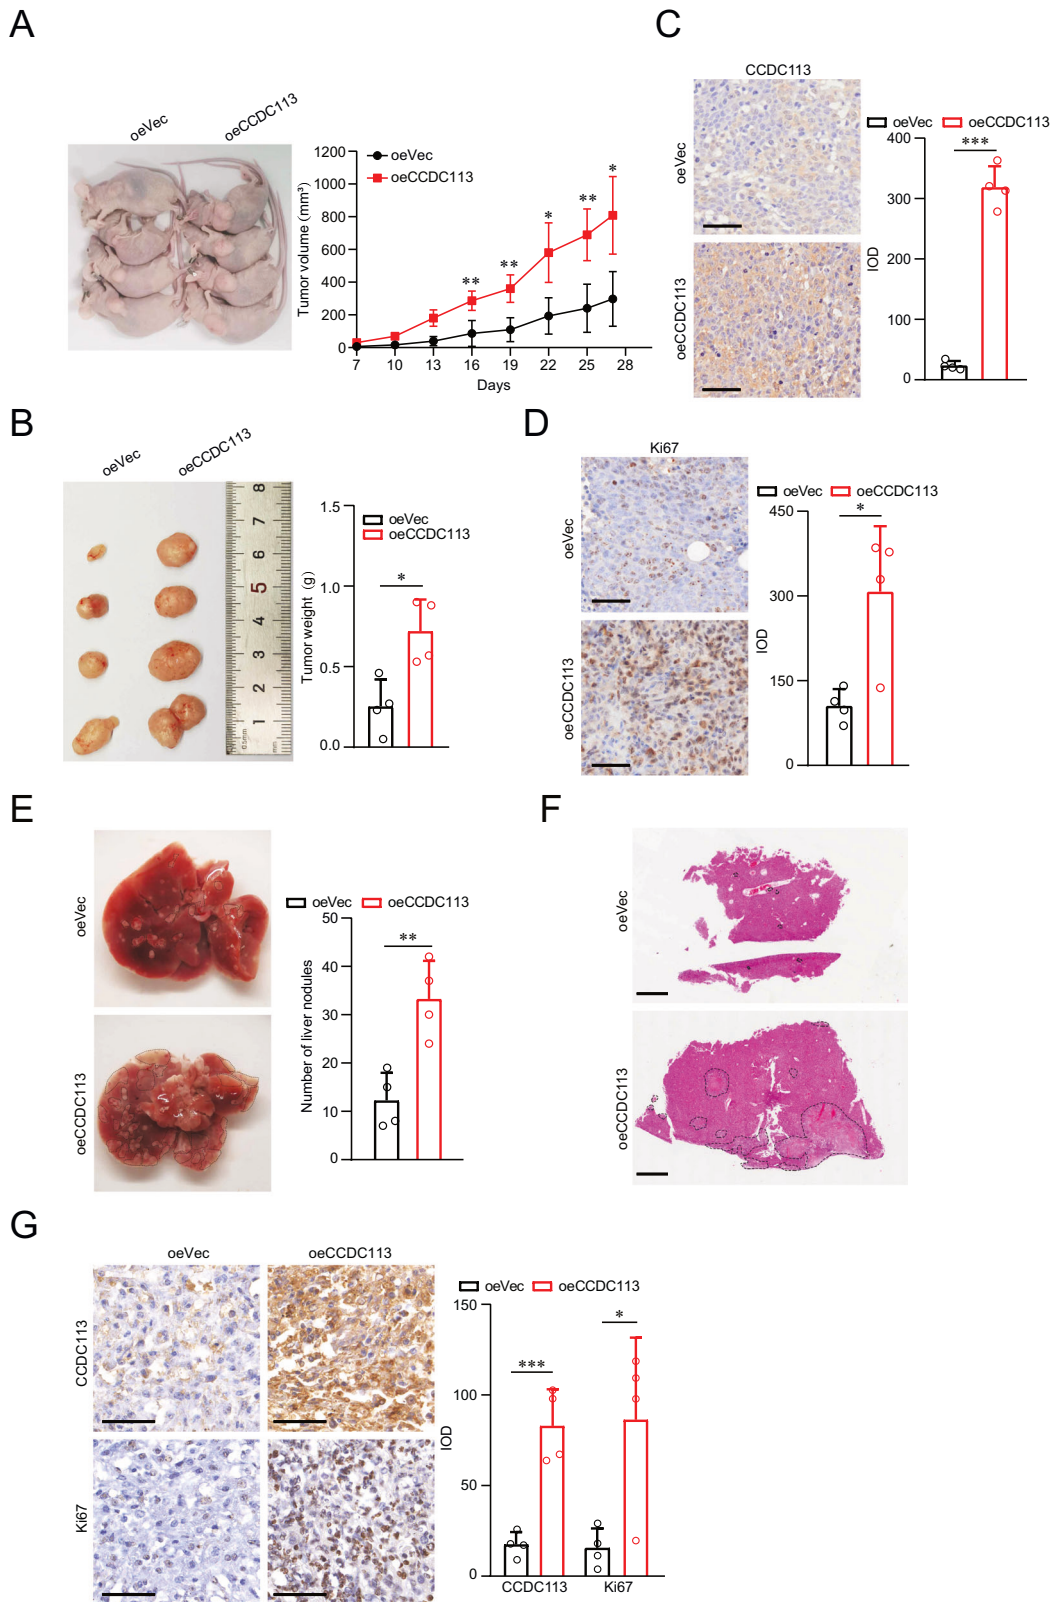 A
oeVec
oeCCDC113
Tumor volume (mm³)
1200
1000
800
600
400
200
0
oeVec
oeCCDC113
**
**
*
**
*
7
10
13
16
19
22
25
28
Days
C
CCDC113
oeVec
oeCCDC113
oeVec
oeCCDC113
***
IOD
400
300
200
100
0
B
oeVec
oeCCDC113
8
7
6
5
4
3
2
1
0.5mm
mm
Tumor weight (g)
1.5
1.0
0.5
0.0
oeVec
oeCCDC113
*
D
Ki67
oeVec
oeCCDC113
oeVec
oeCCDC113
*
IOD
450
300
150
0
E
oeVec
oeCCDC113
oeVec
oeCCDC113
**
Number of liver nodules
50
40
30
20
10
0
F
oeVec
oeCCDC113
G
oeVec
oeCCDC113
CCDC113
Ki67
oeVec
oeCCDC113
***
*
IOD
150
100
50
0
CCDC113
Ki67